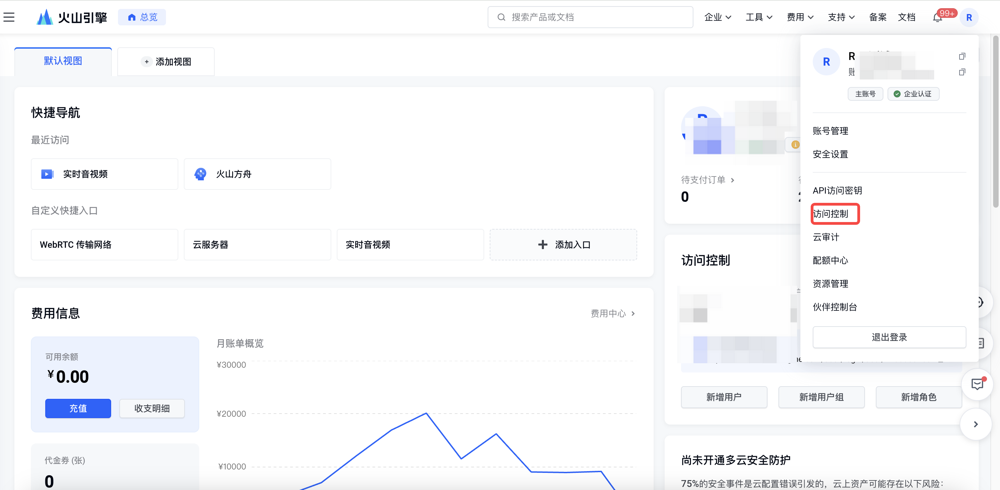 火山引擎
总览
搜索产品或文档
企业
工具
费用
支持
备案
文档
99+
R
默认视图
+ 添加视图
快捷导航
最近访问
实时音视频
火山方舟
自定义快捷入口
WebRTC 传输网络
云服务器
实时音视频
添加入口
费用信息
费用中心
可用余额
¥0.00
充值
收支明细
代金券 (张)
0
月账单概览
¥30000
¥20000
¥10000
待支付订单
0
访问控制
新增用户
新增用户组
新增角色
尚未开通多云安全防护
75%的安全事件是云配置错误引发的，云上资产可能存在以下风险：
R
R
账
主账号
企业认证
账号管理
安全设置
API访问密钥
访问控制
云审计
配额中心
资源管理
伙伴控制台
退出登录